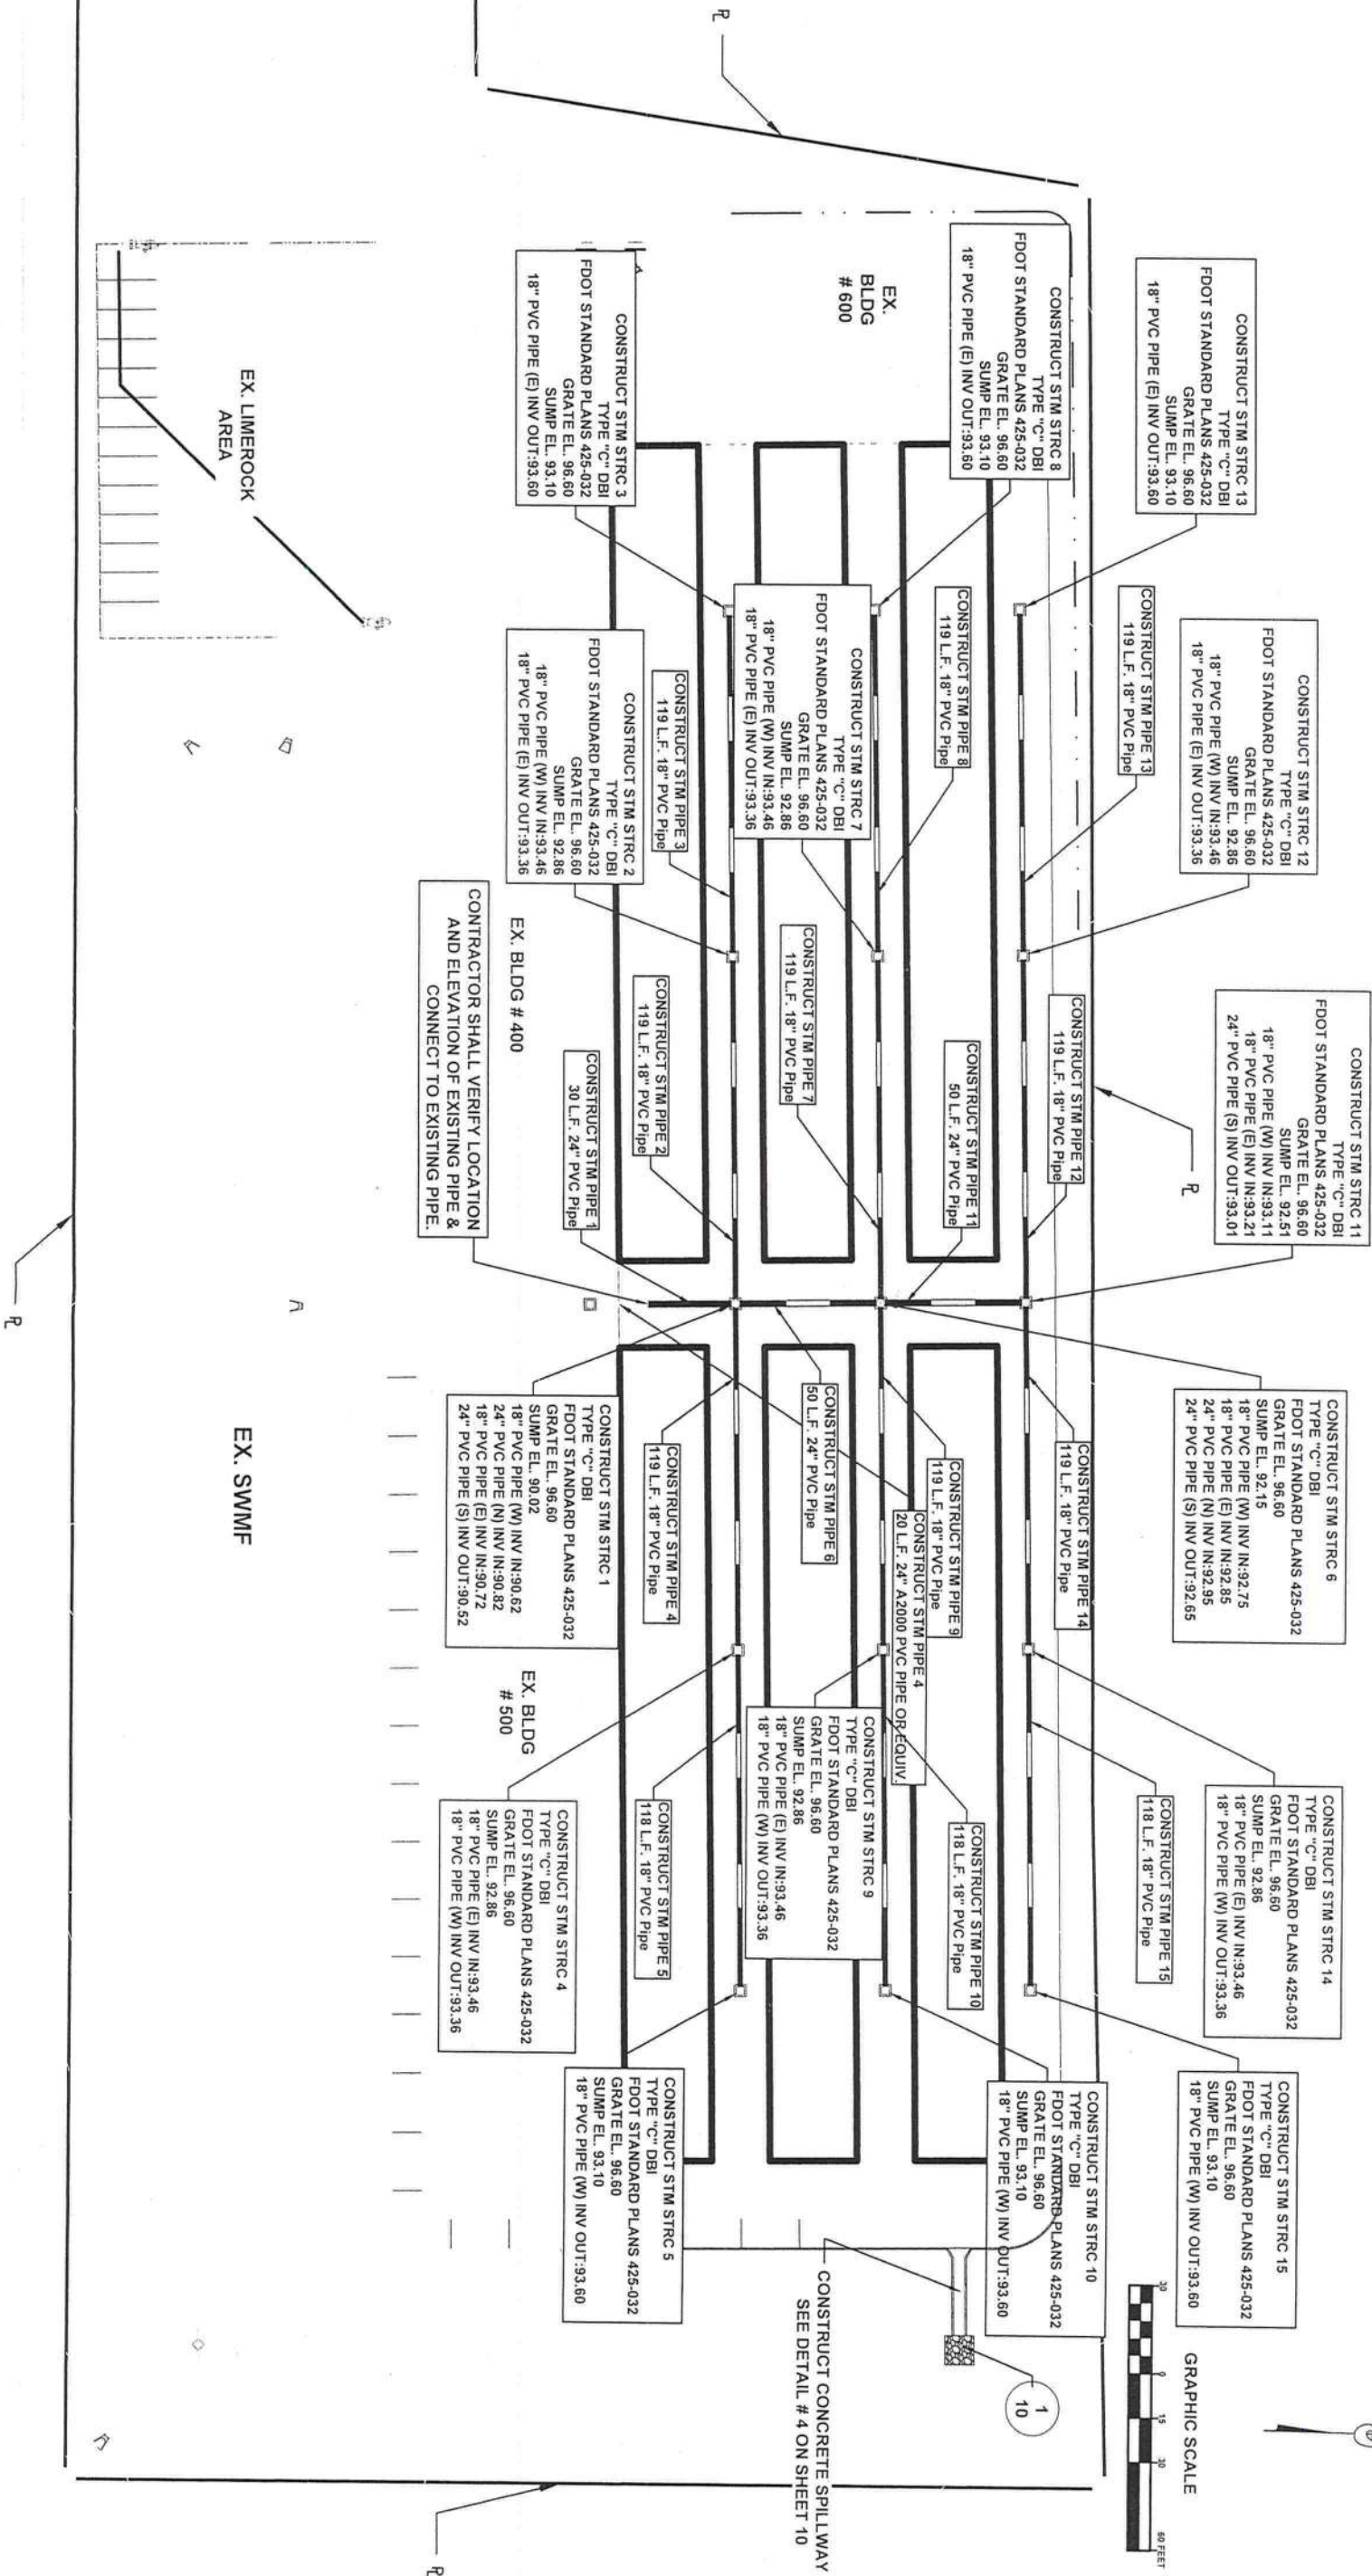 CONSTRUCT STM STRC 11
TYPE "C" DBI
FDOT STANDARD PLANS 425-032
GRATE EL. 96.60
SUMP EL. 92.51
18" PVC PIPE (W) INV IN:93.11
18" PVC PIPE (E) INV IN:93.21
24" PVC PIPE (S) INV OUT:93.01
CONSTRUCT STM STRC 12
TYPE "C" DBI
FDOT STANDARD PLANS 425-032
GRATE EL. 96.60
SUMP EL. 92.86
18" PVC PIPE (W) INV IN:93.46
18" PVC PIPE (E) INV OUT:93.36
CONSTRUCT STM STRC 13
TYPE "C" DBI
FDOT STANDARD PLANS 425-032
GRATE EL. 96.60
SUMP EL. 93.10
18" PVC PIPE (E) INV OUT:93.60
CONSTRUCT STM STRC 6
TYPE "C" DBI
FDOT STANDARD PLANS 425-032
GRATE EL. 96.60
SUMP EL. 92.15
18" PVC PIPE (W) INV IN:92.75
18" PVC PIPE (E) INV IN:92.85
24" PVC PIPE (N) INV IN:92.95
24" PVC PIPE (S) INV OUT:92.65
CONSTRUCT STM STRC 14
TYPE "C" DBI
FDOT STANDARD PLANS 425-032
GRATE EL. 96.60
SUMP EL. 92.86
18" PVC PIPE (E) INV IN:93.46
18" PVC PIPE (W) INV OUT:93.36
CONSTRUCT STM STRC 15
TYPE "C" DBI
FDOT STANDARD PLANS 425-032
GRATE EL. 96.60
SUMP EL. 93.10
18" PVC PIPE (W) INV OUT:93.60
GRAPHIC SCALE
30 0 15 30 60 FEET
CONSTRUCT STM PIPE 13
119 L.F. 18" PVC Pipe
CONSTRUCT STM PIPE 12
119 L.F. 18" PVC Pipe
CONSTRUCT STM PIPE 14
119 L.F. 18" PVC Pipe
CONSTRUCT STM PIPE 15
118 L.F. 18" PVC Pipe
CONSTRUCT STM STRC 8
TYPE "C" DBI
FDOT STANDARD PLANS 425-032
GRATE EL. 96.60
SUMP EL. 93.10
18" PVC PIPE (E) INV OUT:93.60
CONSTRUCT STM PIPE 8
119 L.F. 18" PVC Pipe
CONSTRUCT STM PIPE 11
50 L.F. 24" PVC Pipe
CONSTRUCT STM PIPE 9
119 L.F. 18" PVC Pipe
CONSTRUCT STM PIPE 4
20 L.F. 24" A2000 PVC PIPE OR EQUIV.
CONSTRUCT STM PIPE 10
118 L.F. 18" PVC Pipe
CONSTRUCT STM STRC 10
TYPE "C" DBI
FDOT STANDARD PLANS 425-032
GRATE EL. 96.60
SUMP EL. 93.10
18" PVC PIPE (W) INV OUT:93.60
1
10
EX.
BLDG
# 600
CONSTRUCT STM STRC 7
TYPE "C" DBI
FDOT STANDARD PLANS 425-032
GRATE EL. 96.60
SUMP EL. 92.86
18" PVC PIPE (W) INV IN:93.46
18" PVC PIPE (E) INV OUT:93.36
CONSTRUCT STM PIPE 7
119 L.F. 18" PVC Pipe
CONSTRUCT STM PIPE 6
50 L.F. 24" PVC Pipe
CONSTRUCT STM STRC 9
TYPE "C" DBI
FDOT STANDARD PLANS 425-032
GRATE EL. 96.60
SUMP EL. 92.86
18" PVC PIPE (E) INV IN:93.46
18" PVC PIPE (W) INV OUT:93.36
CONSTRUCT CONCRETE SPILLWAY
SEE DETAIL # 4 ON SHEET 10
CONSTRUCT STM STRC 3
TYPE "C" DBI
FDOT STANDARD PLANS 425-032
GRATE EL. 96.60
SUMP EL. 93.10
18" PVC PIPE (E) INV OUT:93.60
CONSTRUCT STM PIPE 3
119 L.F. 18" PVC Pipe
CONSTRUCT STM STRC 2
TYPE "C" DBI
FDOT STANDARD PLANS 425-032
GRATE EL. 96.60
SUMP EL. 92.86
18" PVC PIPE (W) INV IN:93.46
18" PVC PIPE (E) INV OUT:93.36
CONSTRUCT STM PIPE 2
119 L.F. 18" PVC Pipe
CONSTRUCT STM PIPE 1
30 L.F. 24" PVC Pipe
CONSTRUCT STM PIPE 4
119 L.F. 18" PVC Pipe
CONSTRUCT STM PIPE 5
118 L.F. 18" PVC Pipe
CONSTRUCT STM STRC 5
TYPE "C" DBI
FDOT STANDARD PLANS 425-032
GRATE EL. 96.60
SUMP EL. 93.10
18" PVC PIPE (W) INV OUT:93.60
EX. BLDG # 400
CONTRACTOR SHALL VERIFY LOCATION
AND ELEVATION OF EXISTING PIPE &
CONNECT TO EXISTING PIPE.
CONSTRUCT STM STRC 1
TYPE "C" DBI
FDOT STANDARD PLANS 425-032
GRATE EL. 96.60
SUMP EL. 90.02
18" PVC PIPE (W) INV IN:90.62
24" PVC PIPE (N) INV IN:90.82
18" PVC PIPE (E) INV IN:90.72
24" PVC PIPE (S) INV OUT:90.52
EX. BLDG
# 500
CONSTRUCT STM STRC 4
TYPE "C" DBI
FDOT STANDARD PLANS 425-032
GRATE EL. 96.60
SUMP EL. 92.86
18" PVC PIPE (E) INV IN:93.46
18" PVC PIPE (W) INV OUT:93.36
EX. LIMEROCK
AREA
EX. SWMF
PL
PL
PL
PL